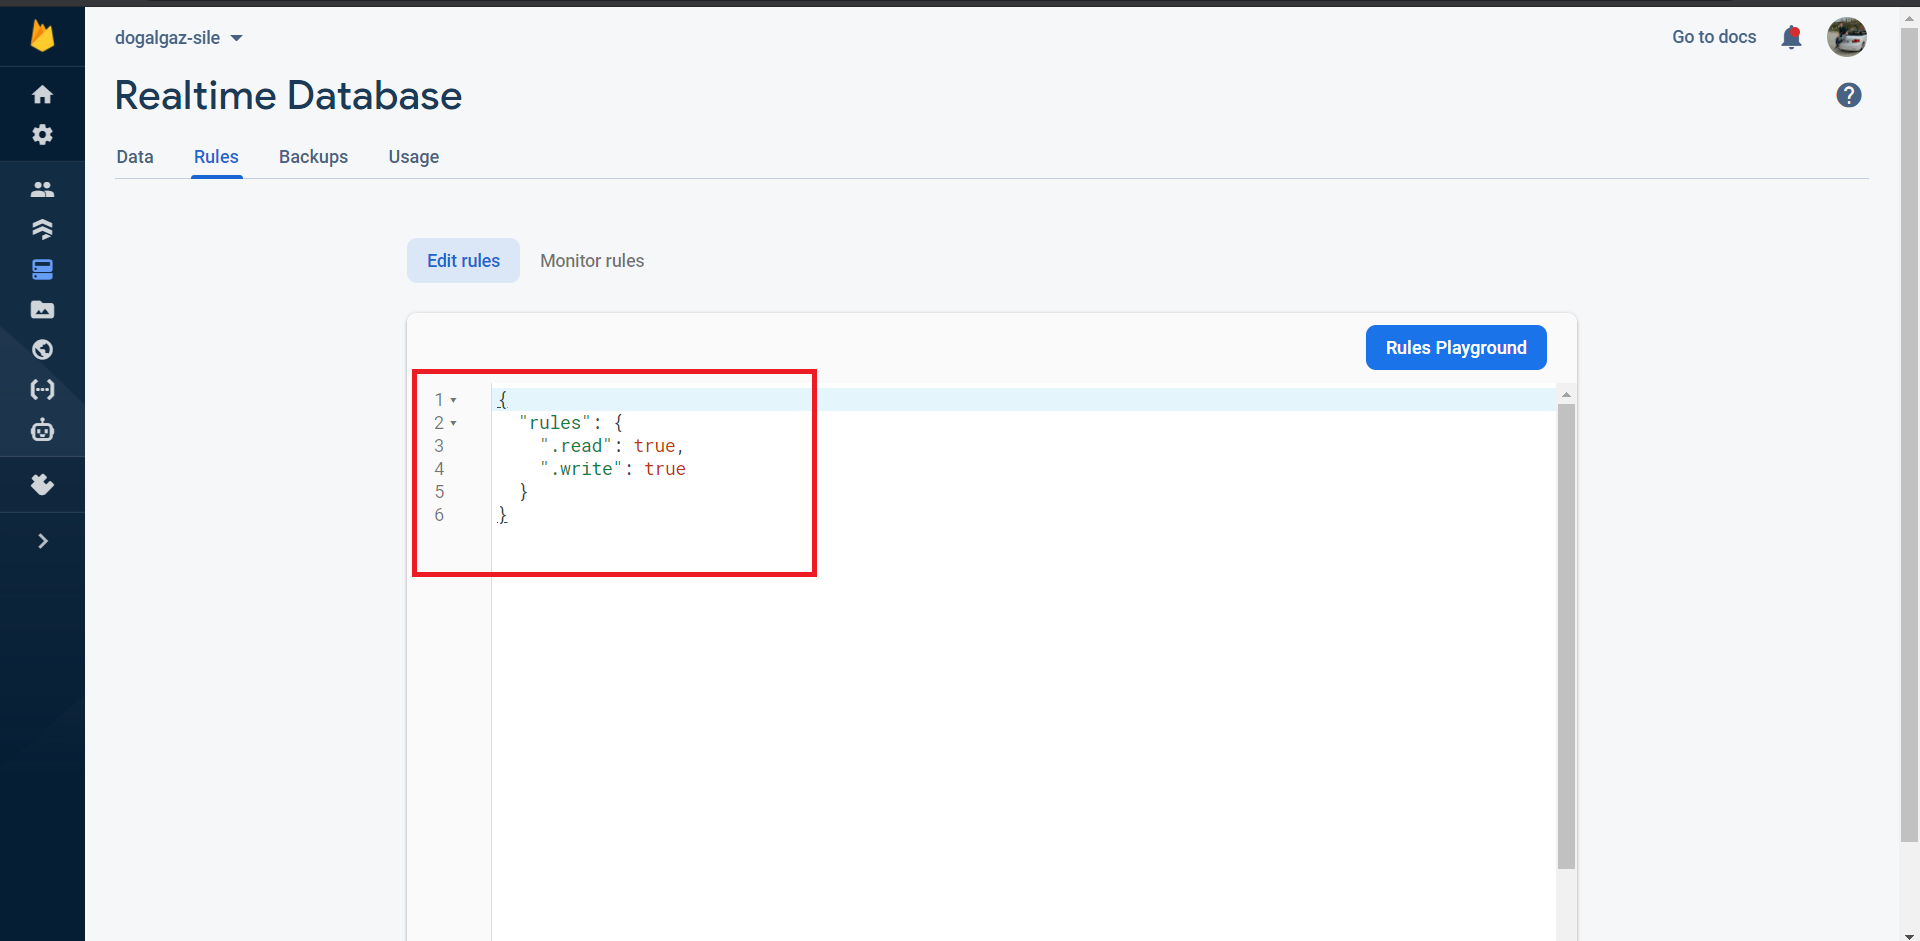 dogalgaz-sile
Go to docs
Realtime Database
?
Data Rules Backups Usage
Edit rules Monitor rules
Rules Playground
1 {
2 "rules": {
3 ".read": true,
4 ".write": true
5 }
6 }